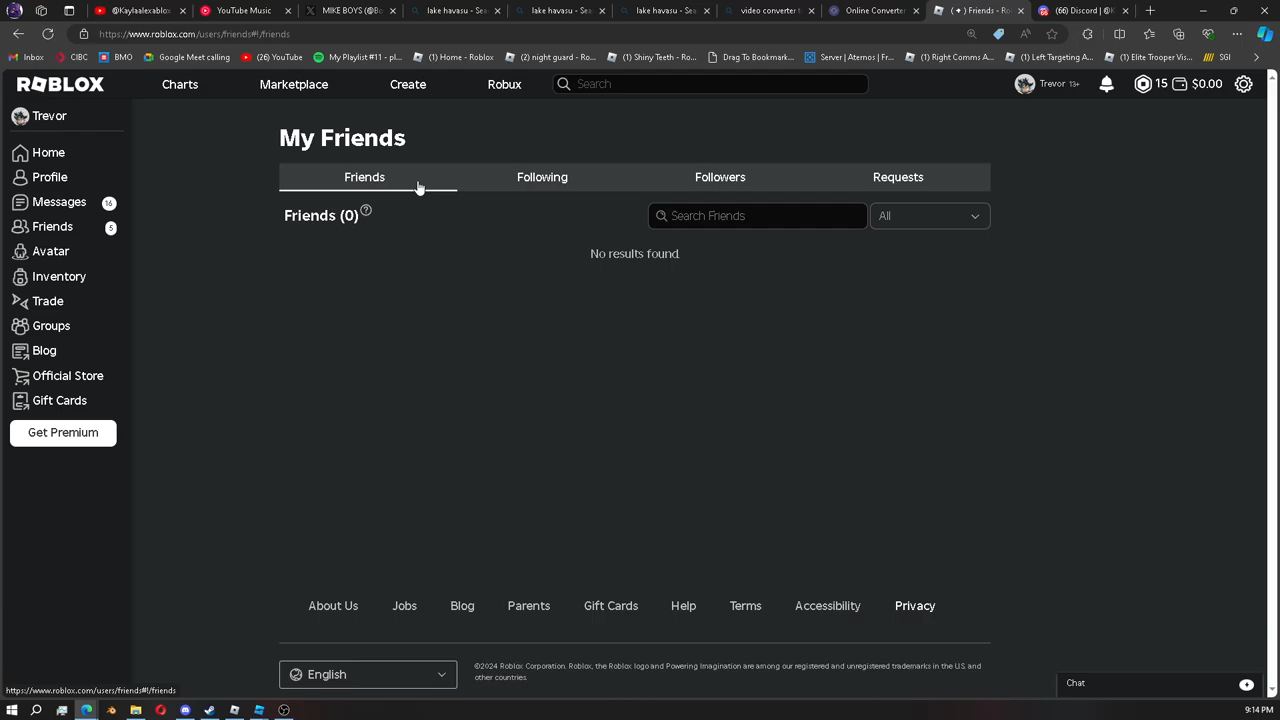 @Kaylaalexablox
YouTube Music
MIKE BOYS (@Bo
lake havasu - Sea
lake havasu - Sea
lake havasu - Sea
video converter t
Online Converter
(✦) Friends - Ro
(66) Discord | @K
https://www.roblox.com/users/friends#!/friends
Inbox
CIBC
BMO
Google Meet calling
(26) YouTube
My Playlist#11 - pl...
(1) Home - Roblox
(2) night guard - Ro...
(1) Shiny Teeth - Ro...
Drag To Bookmark...
Server | Aternos | Fr...
(1) Right Comms A...
(1) Left Targeting A...
(1) Elite Trooper Vis...
SGI
ROBLOX
Charts
Marketplace
Create
Robux
Search
Trevor 13+
15
$0.00
Trevor
Home
Profile
Messages 16
Friends 5
Avatar
Inventory
Trade
Groups
Blog
Official Store
Gift Cards
Get Premium
My Friends
Friends
Following
Followers
Requests
Friends (0) ?
Search Friends
All
No results found
About Us
Jobs
Blog
Parents
Gift Cards
Help
Terms
Accessibility
Privacy
English
©2024 Roblox Corporation. Roblox, the Roblox logo and Powering Imagination are among our registered and unregistered trademarks in the U.S. and
other countries.
Chat
https://www.roblox.com/users/friends#!/friends
9:14 PM